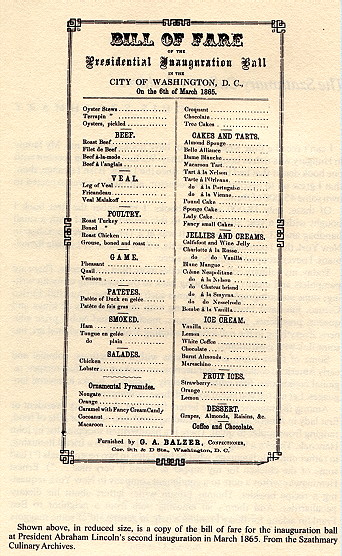 BILL OF FARE
OF THE
Presidential Inauguration Ball
IN THE
CITY OF WASHINGTON, D. C.,
On the 6th of March 1865.
Oyster Stews
Terrapin "
Oysters, pickled
BEEF.
Roast Beef
Filet de Beef
Beef à-la-mode
Beef à l'anglais
VEAL.
Leg of Veal
Fricandeau
Veal Malakoff
POULTRY.
Roast Turkey
Boned "
Roast Chicken
Grouse, boned and roast
GAME.
Pheasant
Quail
Venison
PATETES.
Patête of Duck en gelée
Patête de fois gras
SMOKED.
Ham
Tongue en gelée
do plain
SALADES.
Chicken
Lobster
Ornamental Pyramides.
Nougate
Orange
Caramel with Fancy Cream Candy
Cocoanut
Macaroon
Croquant
Chocolate
Tree Cakes
CAKES AND TARTS.
Almond Sponge
Belle Alliance
Dame Blanche
Macaroon Tart
Tart à la Nelson
Tarte à l'Orleans
do à la Portugaise
do à la Vienne
Pound Cake
Sponge Cake
Lady Cake
Fancy small Cakes
JELLIES AND CREAMS.
Calfsfoot and Wine Jelly
Charlotte à la Russe
do do Vanilla
Blanc Mangue
Crême Neapolitane
do à la Nelson
do Chateaubriand
do à la Smyrna
do do Nesselrode
Bombe à la Vanilla
ICE CREAM.
Vanilla
Lemon
White Coffee
Chocolate
Burnt Almonds
Maraschino
FRUIT ICES.
Strawberry
Orange
Lemon
DESSERT.
Grapes, Almonds, Raisins, &c.
Coffee and Chocolate.
Furnished by G. A. BALZER, CONFECTIONER,
Cor. 9th & D Sts., Washington, D. C.
Shown above, in reduced size, is a copy of the bill of fare for the inauguration ball
at President Abraham Lincoln's second inauguration in March 1865. From the Szathmary
Culinary Archives.